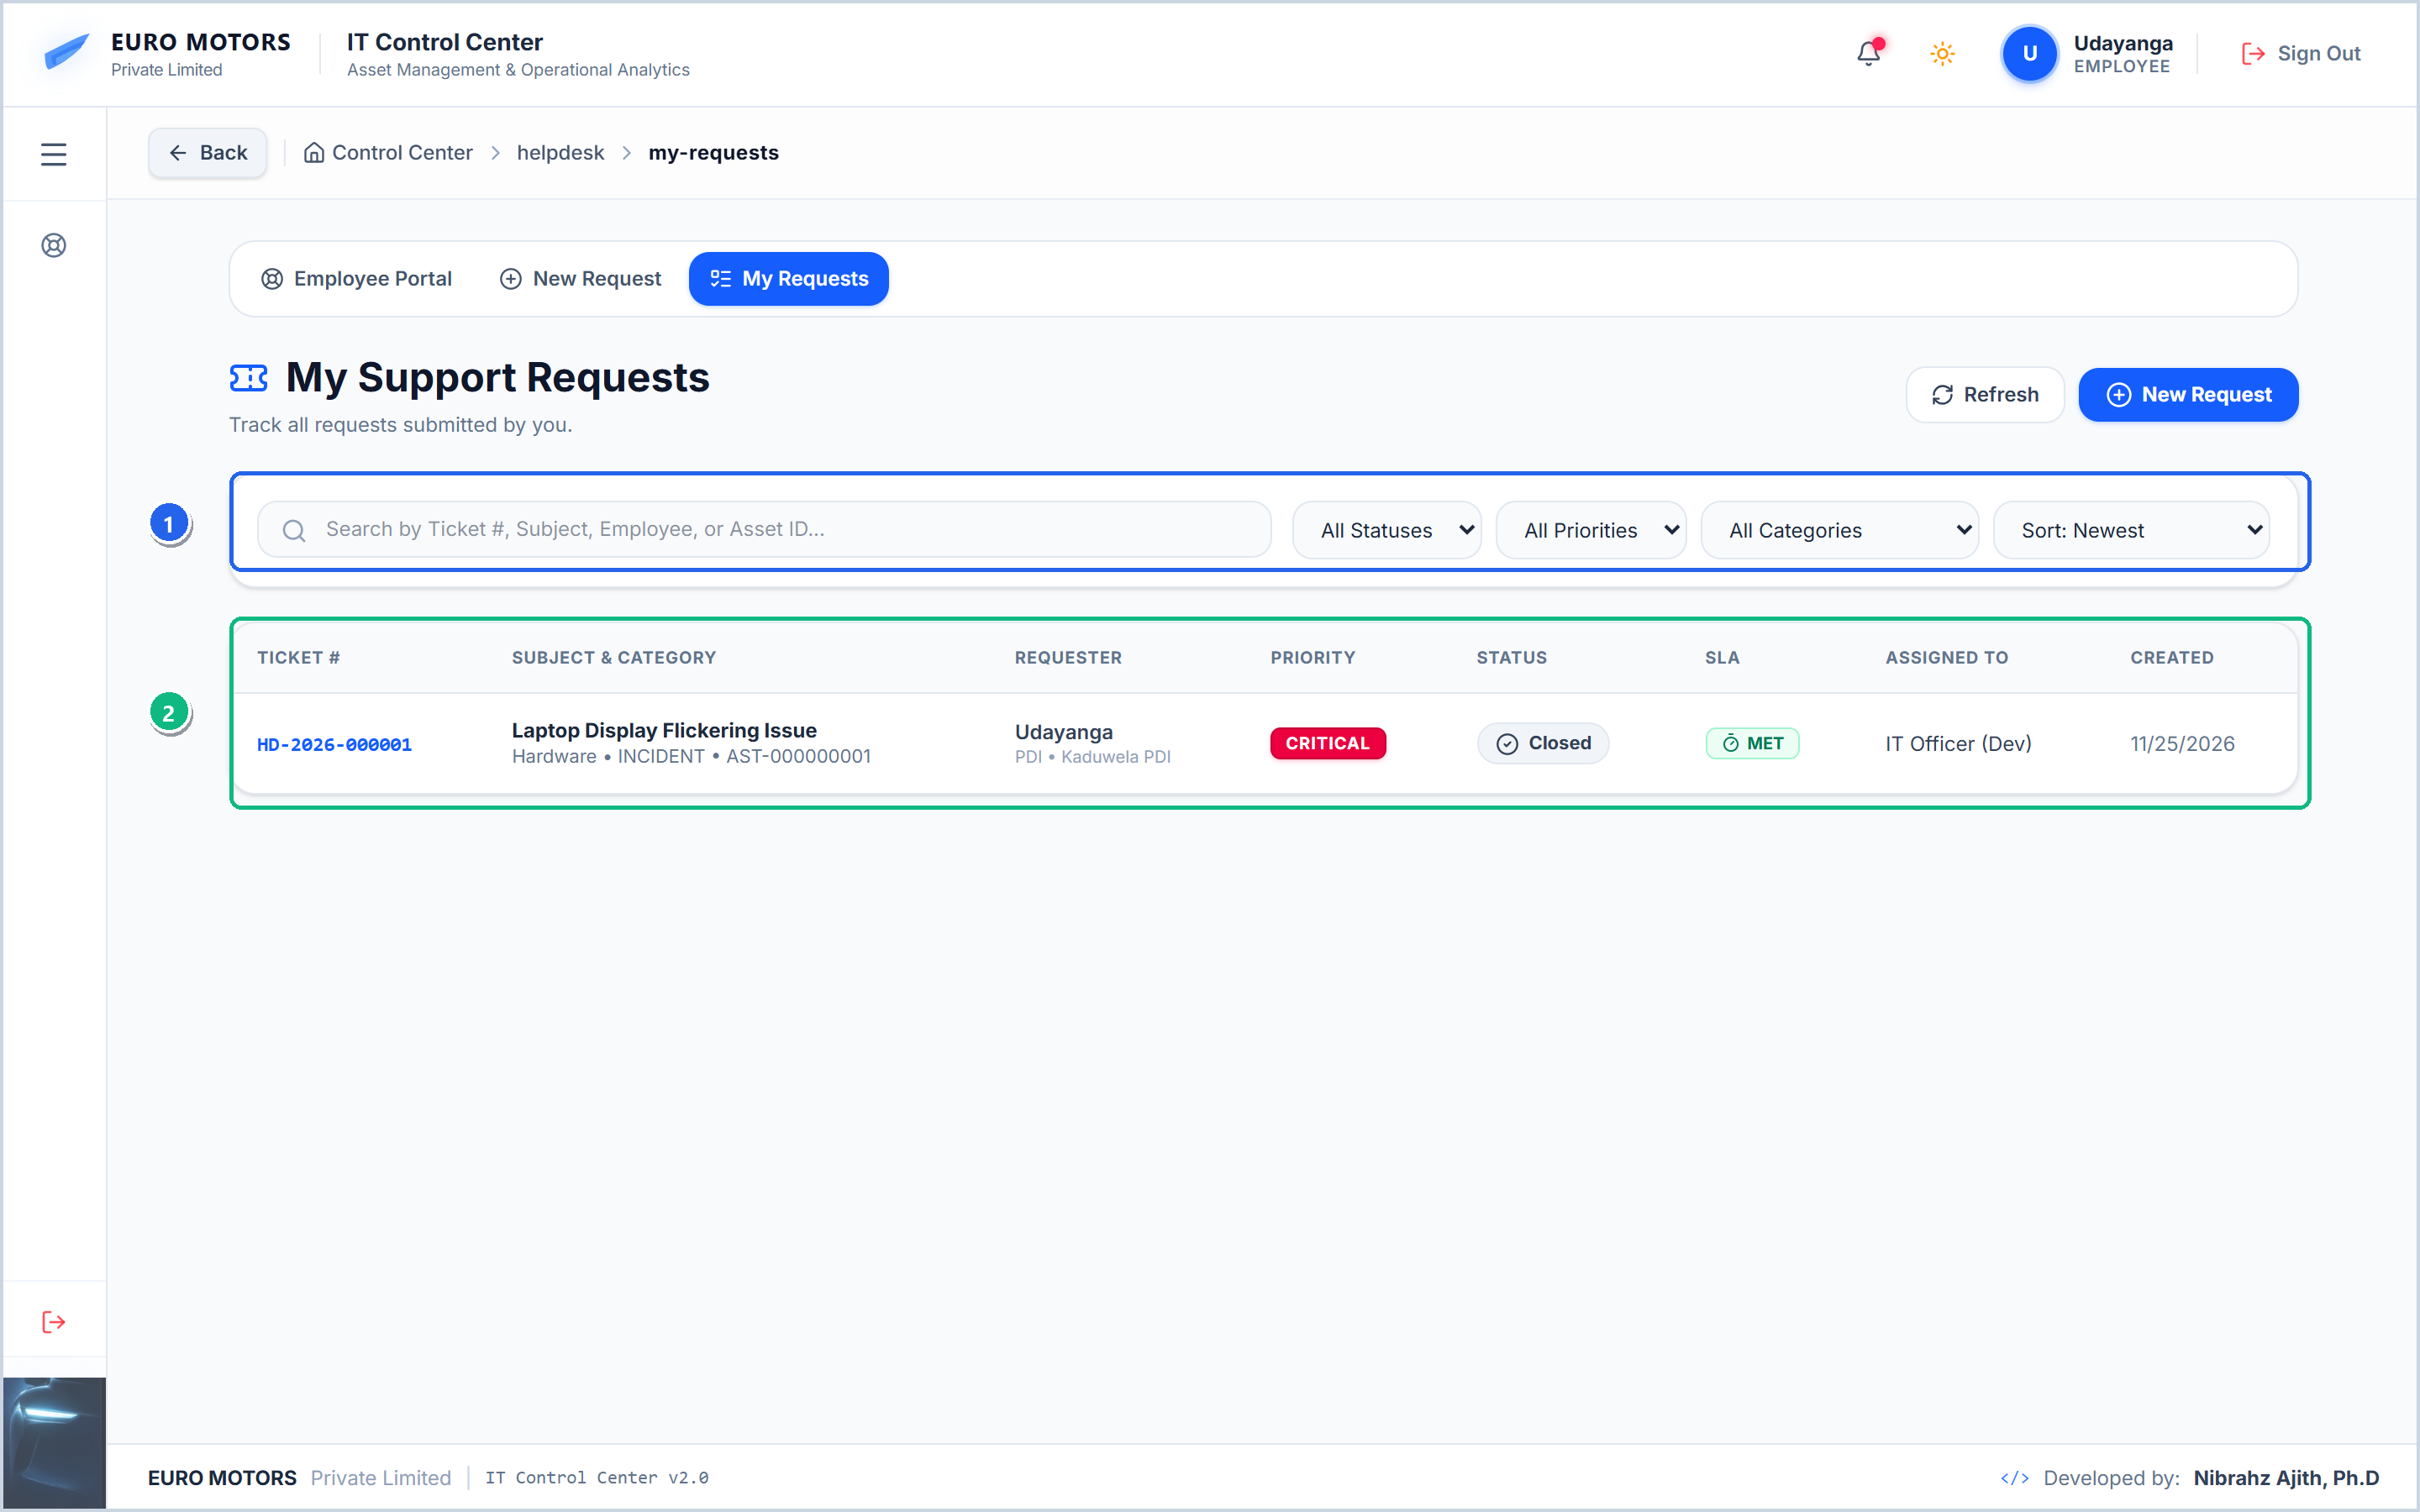 EURO MOTORS
Private Limited
IT Control Center
Asset Management & Operational Analytics
U
Udayanga
EMPLOYEE
Sign Out
Back
Control Center
helpdesk
my-requests
Employee Portal
New Request
My Requests
My Support Requests
Track all requests submitted by you.
Refresh
New Request
1
Search by Ticket #, Subject, Employee, or Asset ID...
All Statuses
All Priorities
All Categories
Sort: Newest
2
TICKET # SUBJECT & CATEGORY REQUESTER PRIORITY STATUS SLA ASSIGNED TO CREATED
HD-2026-000001
Laptop Display Flickering Issue
Hardware • INCIDENT • AST-000000001
Udayanga
PDI • Kaduwela PDI
CRITICAL
Closed
MET
IT Officer (Dev)
11/25/2026
EURO MOTORS Private Limited
IT Control Center v2.0
</> Developed by: Nibrahz Ajith, Ph.D